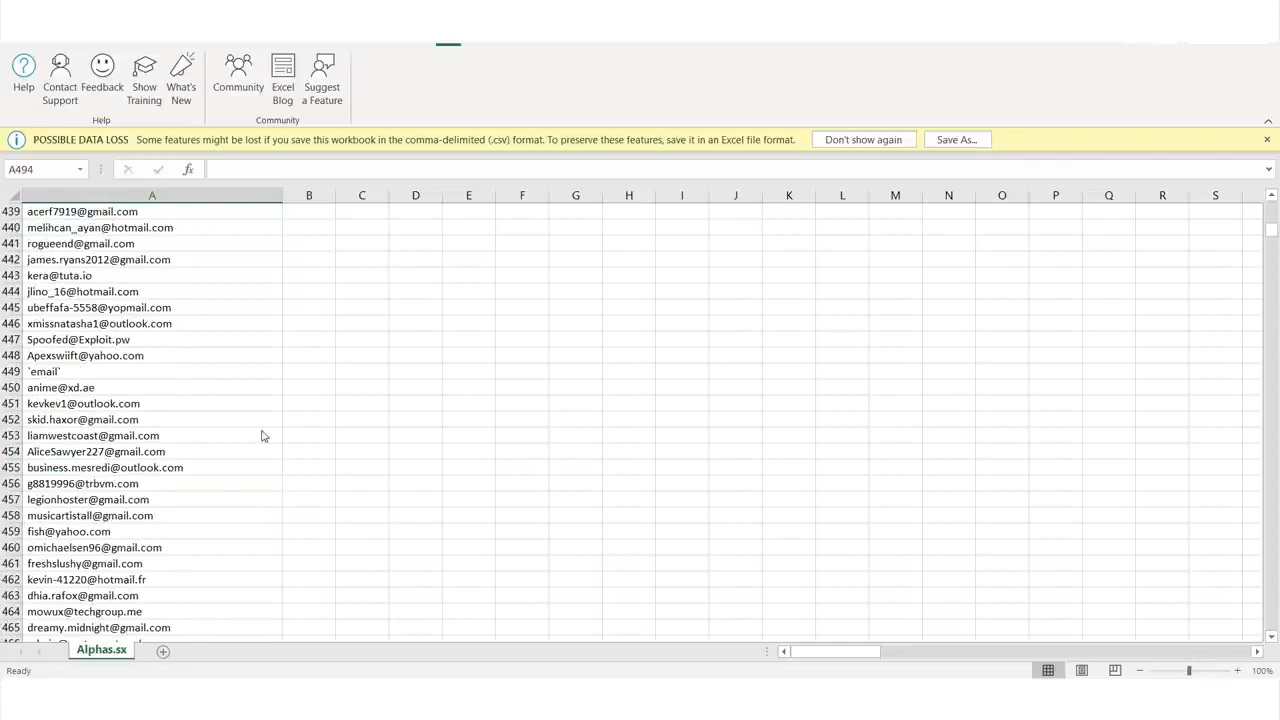 Help
Contact Support
Feedback
Show Training
What's New
Community
Excel Blog
Suggest a Feature
Help
Community
POSSIBLE DATA LOSS Some features might be lost if you save this workbook in the comma-delimited (.csv) format. To preserve these features, save it in an Excel file format. Don't show again Save As...
A494 fx
A B C D E F G H I J K L M N O P Q R S
439 acerf7919@gmail.com
440 melihcan_ayan@hotmail.com
441 rogueend@gmail.com
442 james.ryans2012@gmail.com
443 kera@tuta.io
444 jlino_16@hotmail.com
445 ubeffafa-5558@yopmail.com
446 xmissnatasha1@outlook.com
447 Spoofed@Exploit.pw
448 Apexswiift@yahoo.com
449 `email`
450 anime@xd.ae
451 kevkev1@outlook.com
452 skid.haxor@gmail.com
453 liamwestcoast@gmail.com
454 AliceSawyer227@gmail.com
455 business.mesredi@outlook.com
456 g8819996@trbvm.com
457 legionhoster@gmail.com
458 musicartistall@gmail.com
459 fish@yahoo.com
460 omichaelsen96@gmail.com
461 freshslushy@gmail.com
462 kevin-41220@hotmail.fr
463 dhia.rafox@gmail.com
464 mowux@techgroup.me
465 dreamy.midnight@gmail.com
Alphas.sx
Ready 100%